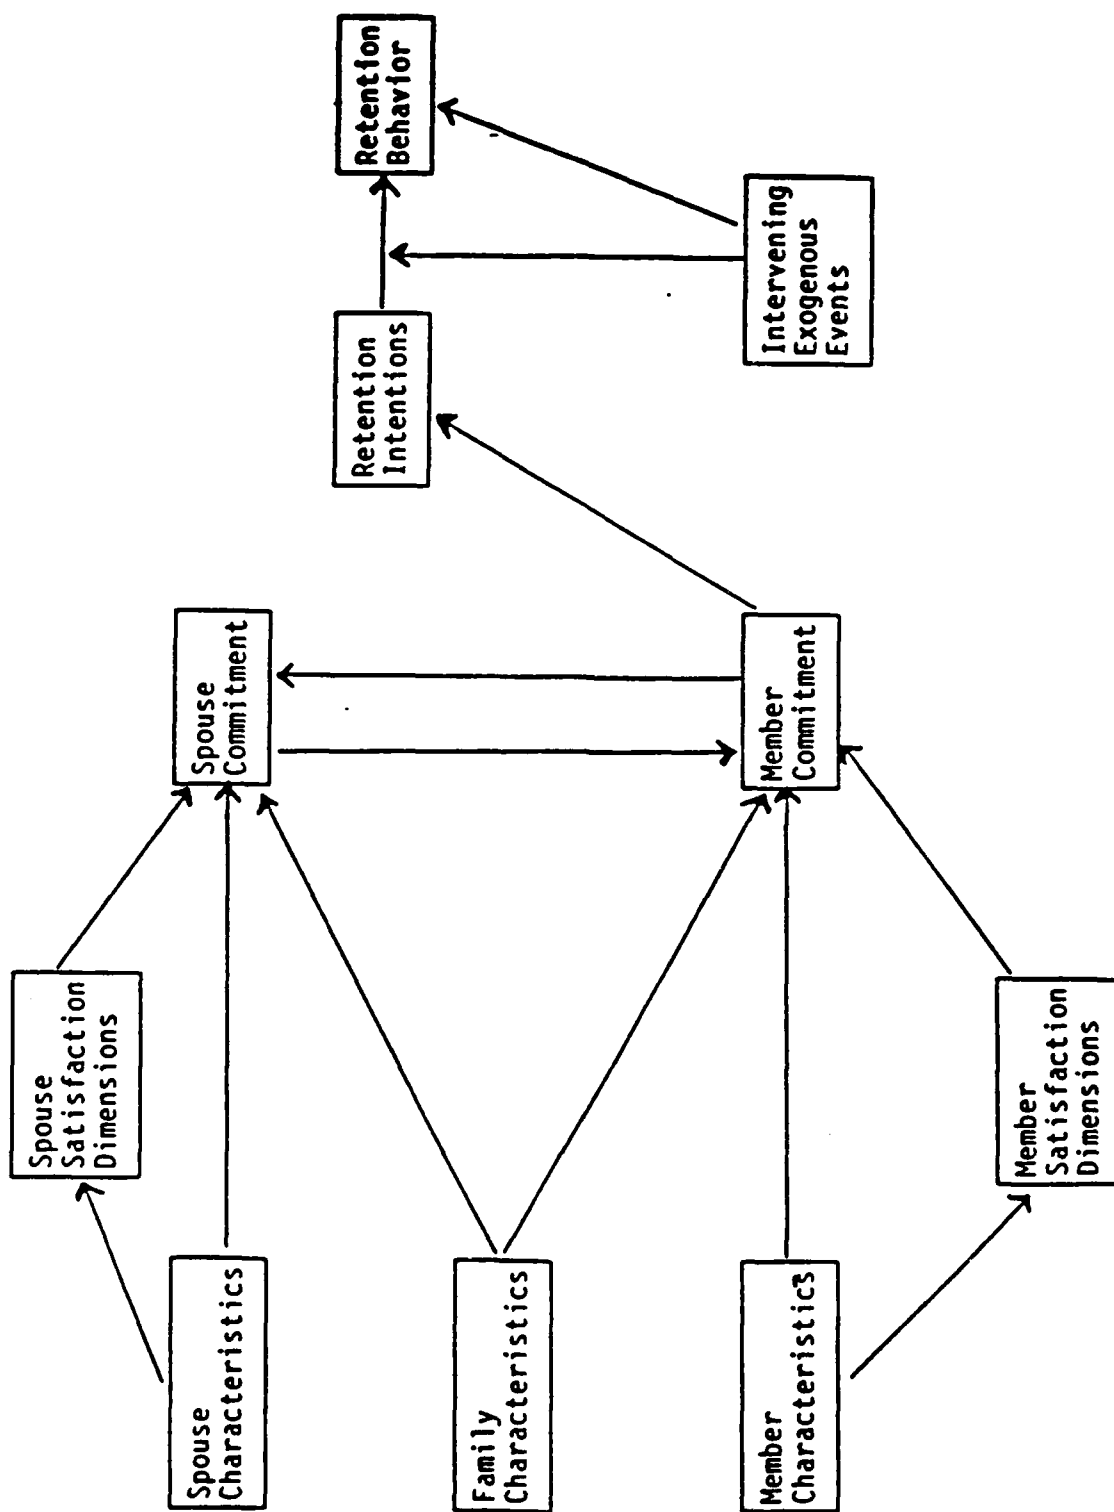 Spouse
Characteristics
Spouse
Satisfaction
Dimensions
Spouse
Commitment
Family
Characteristics
Retention
Intentions
Retention
Behavior
Member
Characteristics
Member
Commitment
Intervening
Exogenous
Events
Member
Satisfaction
Dimensions